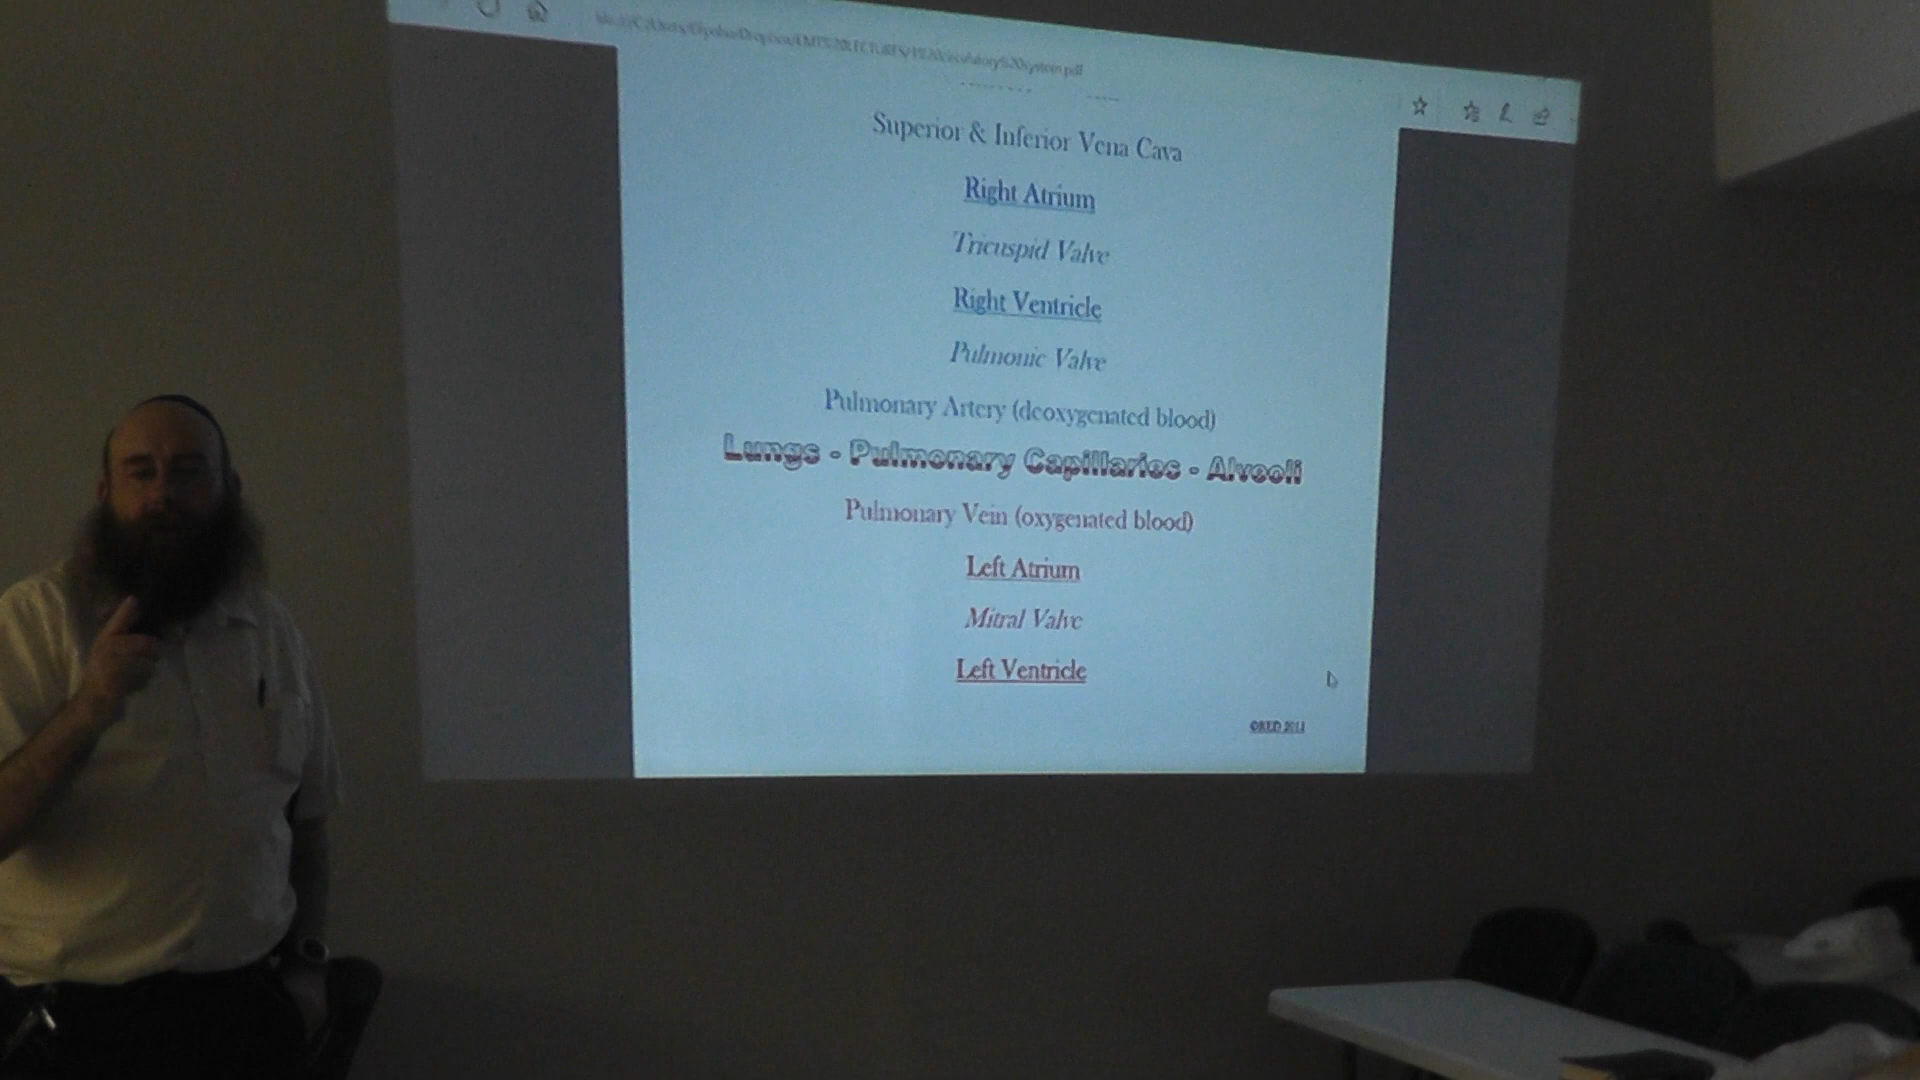 Superior & Inferior Vena Cava
Right Atrium
Tricuspid Valve
Right Ventricle
Pulmonic Valve
Pulmonary Artery (deoxygenated blood)
Lungs - Pulmonary Capillaries - Alveoli
Pulmonary Vein (oxygenated blood)
Left Atrium
Mitral Valve
Left Ventricle